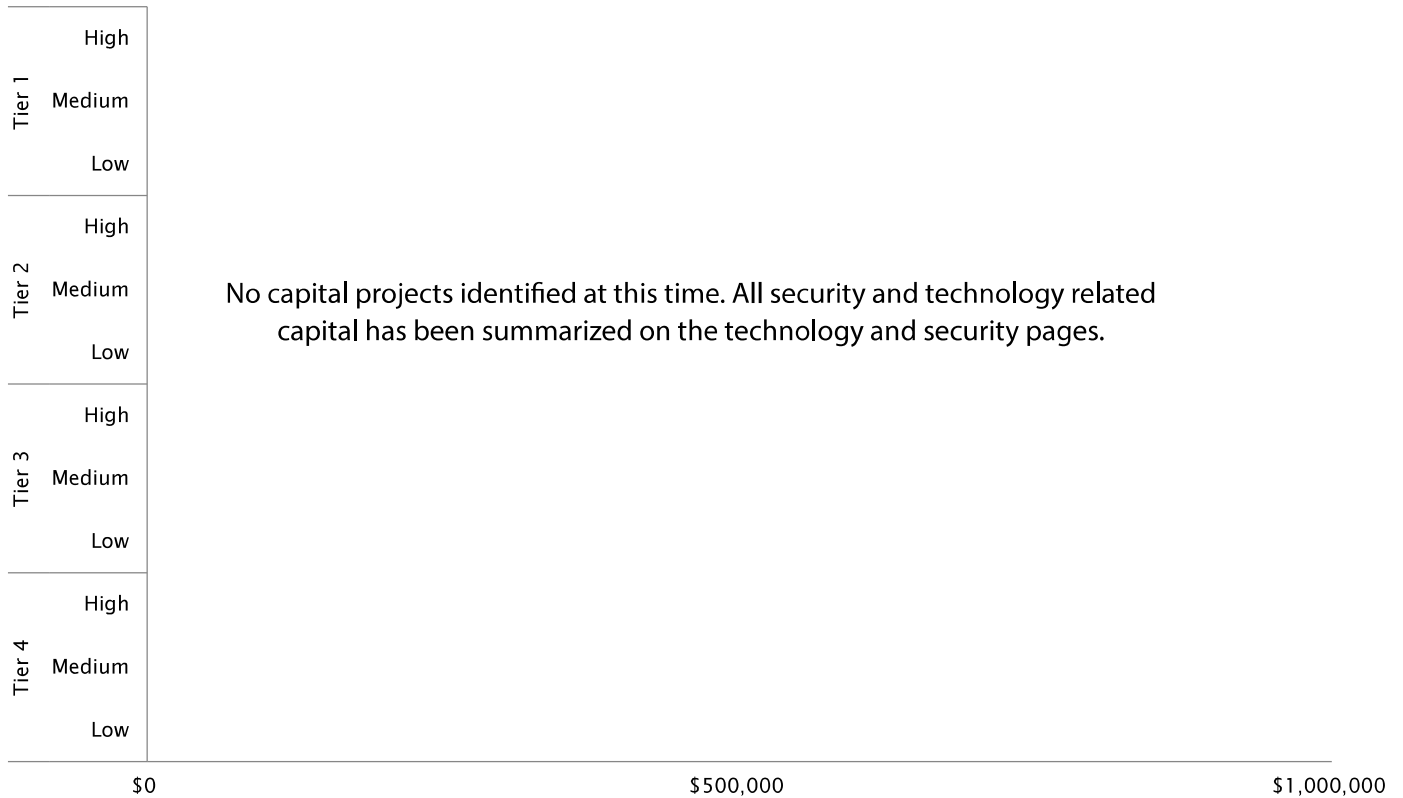 Tier 1
High
Medium
Low
Tier 2
High
Medium
Low
Tier 3
High
Medium
Low
Tier 4
High
Medium
Low
No capital projects identified at this time. All security and technology related
capital has been summarized on the technology and security pages.
$0
$500,000
$1,000,000